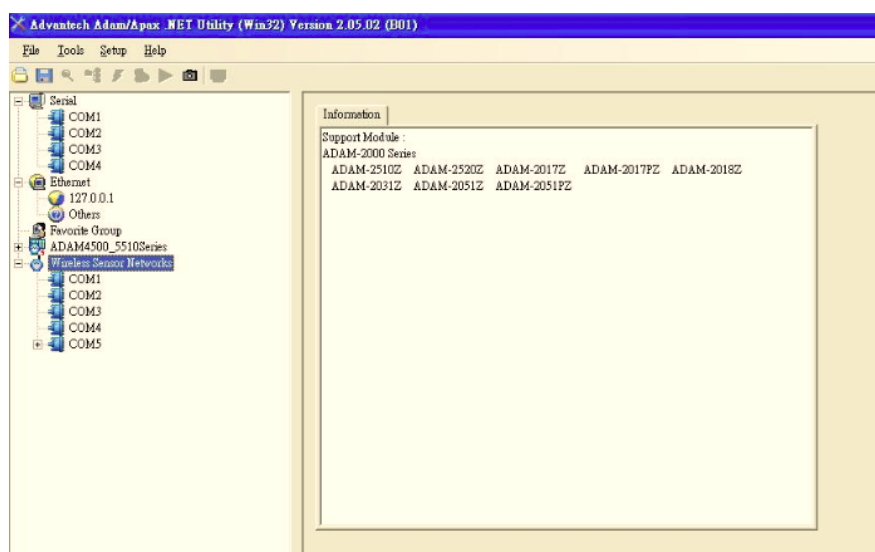 Advantech Adam/Apax .NET Utility (Win32) Version 2.05.02 (B01)
File Tools Setup Help
Serial
COM1
COM2
COM3
COM4
Ethernet
127.0.0.1
Others
Favorite Group
ADAM4500_5510Series
Wireless Sensor Networks
COM1
COM2
COM3
COM4
COM5
Information
Support Module :
ADAM-2000 Series
ADAM-2510Z ADAM-2520Z ADAM-2017Z ADAM-2017PZ ADAM-2018Z
ADAM-2031Z ADAM-2051Z ADAM-2051PZ